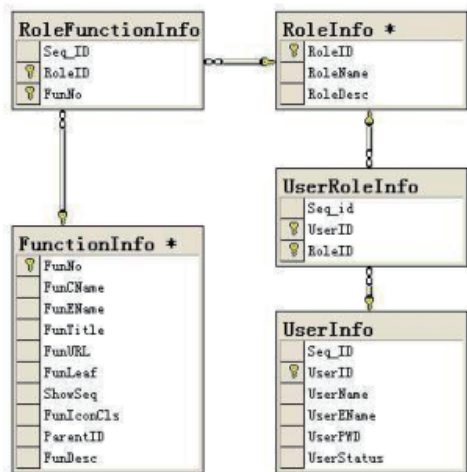 RoleFunctionInfo
Seq_ID
RoleID
FunNo
RoleInfo *
RoleID
RoleName
RoleDesc
UserRoleInfo
Seq_id
UserID
RoleID
FunctionInfo *
FunNo
FunCName
FunEName
FunTitle
FunURL
FunLeaf
ShowSeq
FunIconCls
ParentID
FunDesc
UserInfo
Seq_ID
UserID
UserName
UserEName
UserPWD
UserStatus